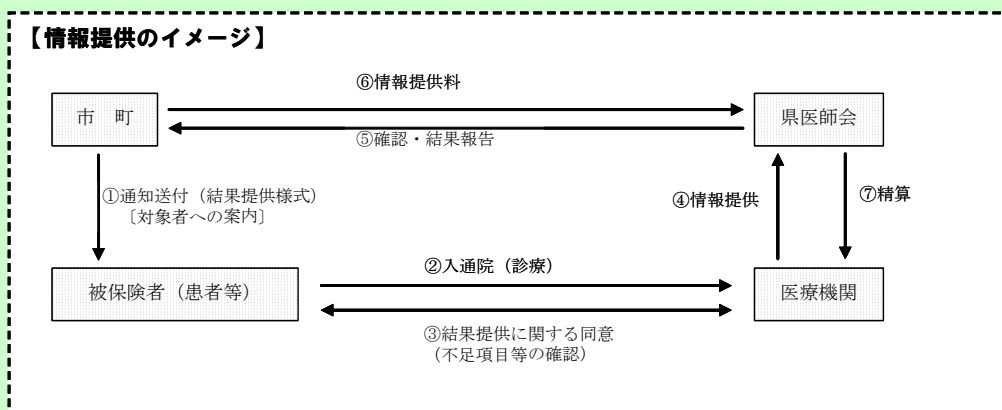 【情報提供のイメージ】
⑥情報提供料
市　町
県医師会
⑤確認・結果報告
①通知送付（結果提供様式）
〔対象者への案内〕
④情報提供
⑦精算
②入通院（診療）
被保険者（患者等）
医療機関
③結果提供に関する同意
（不足項目等の確認）